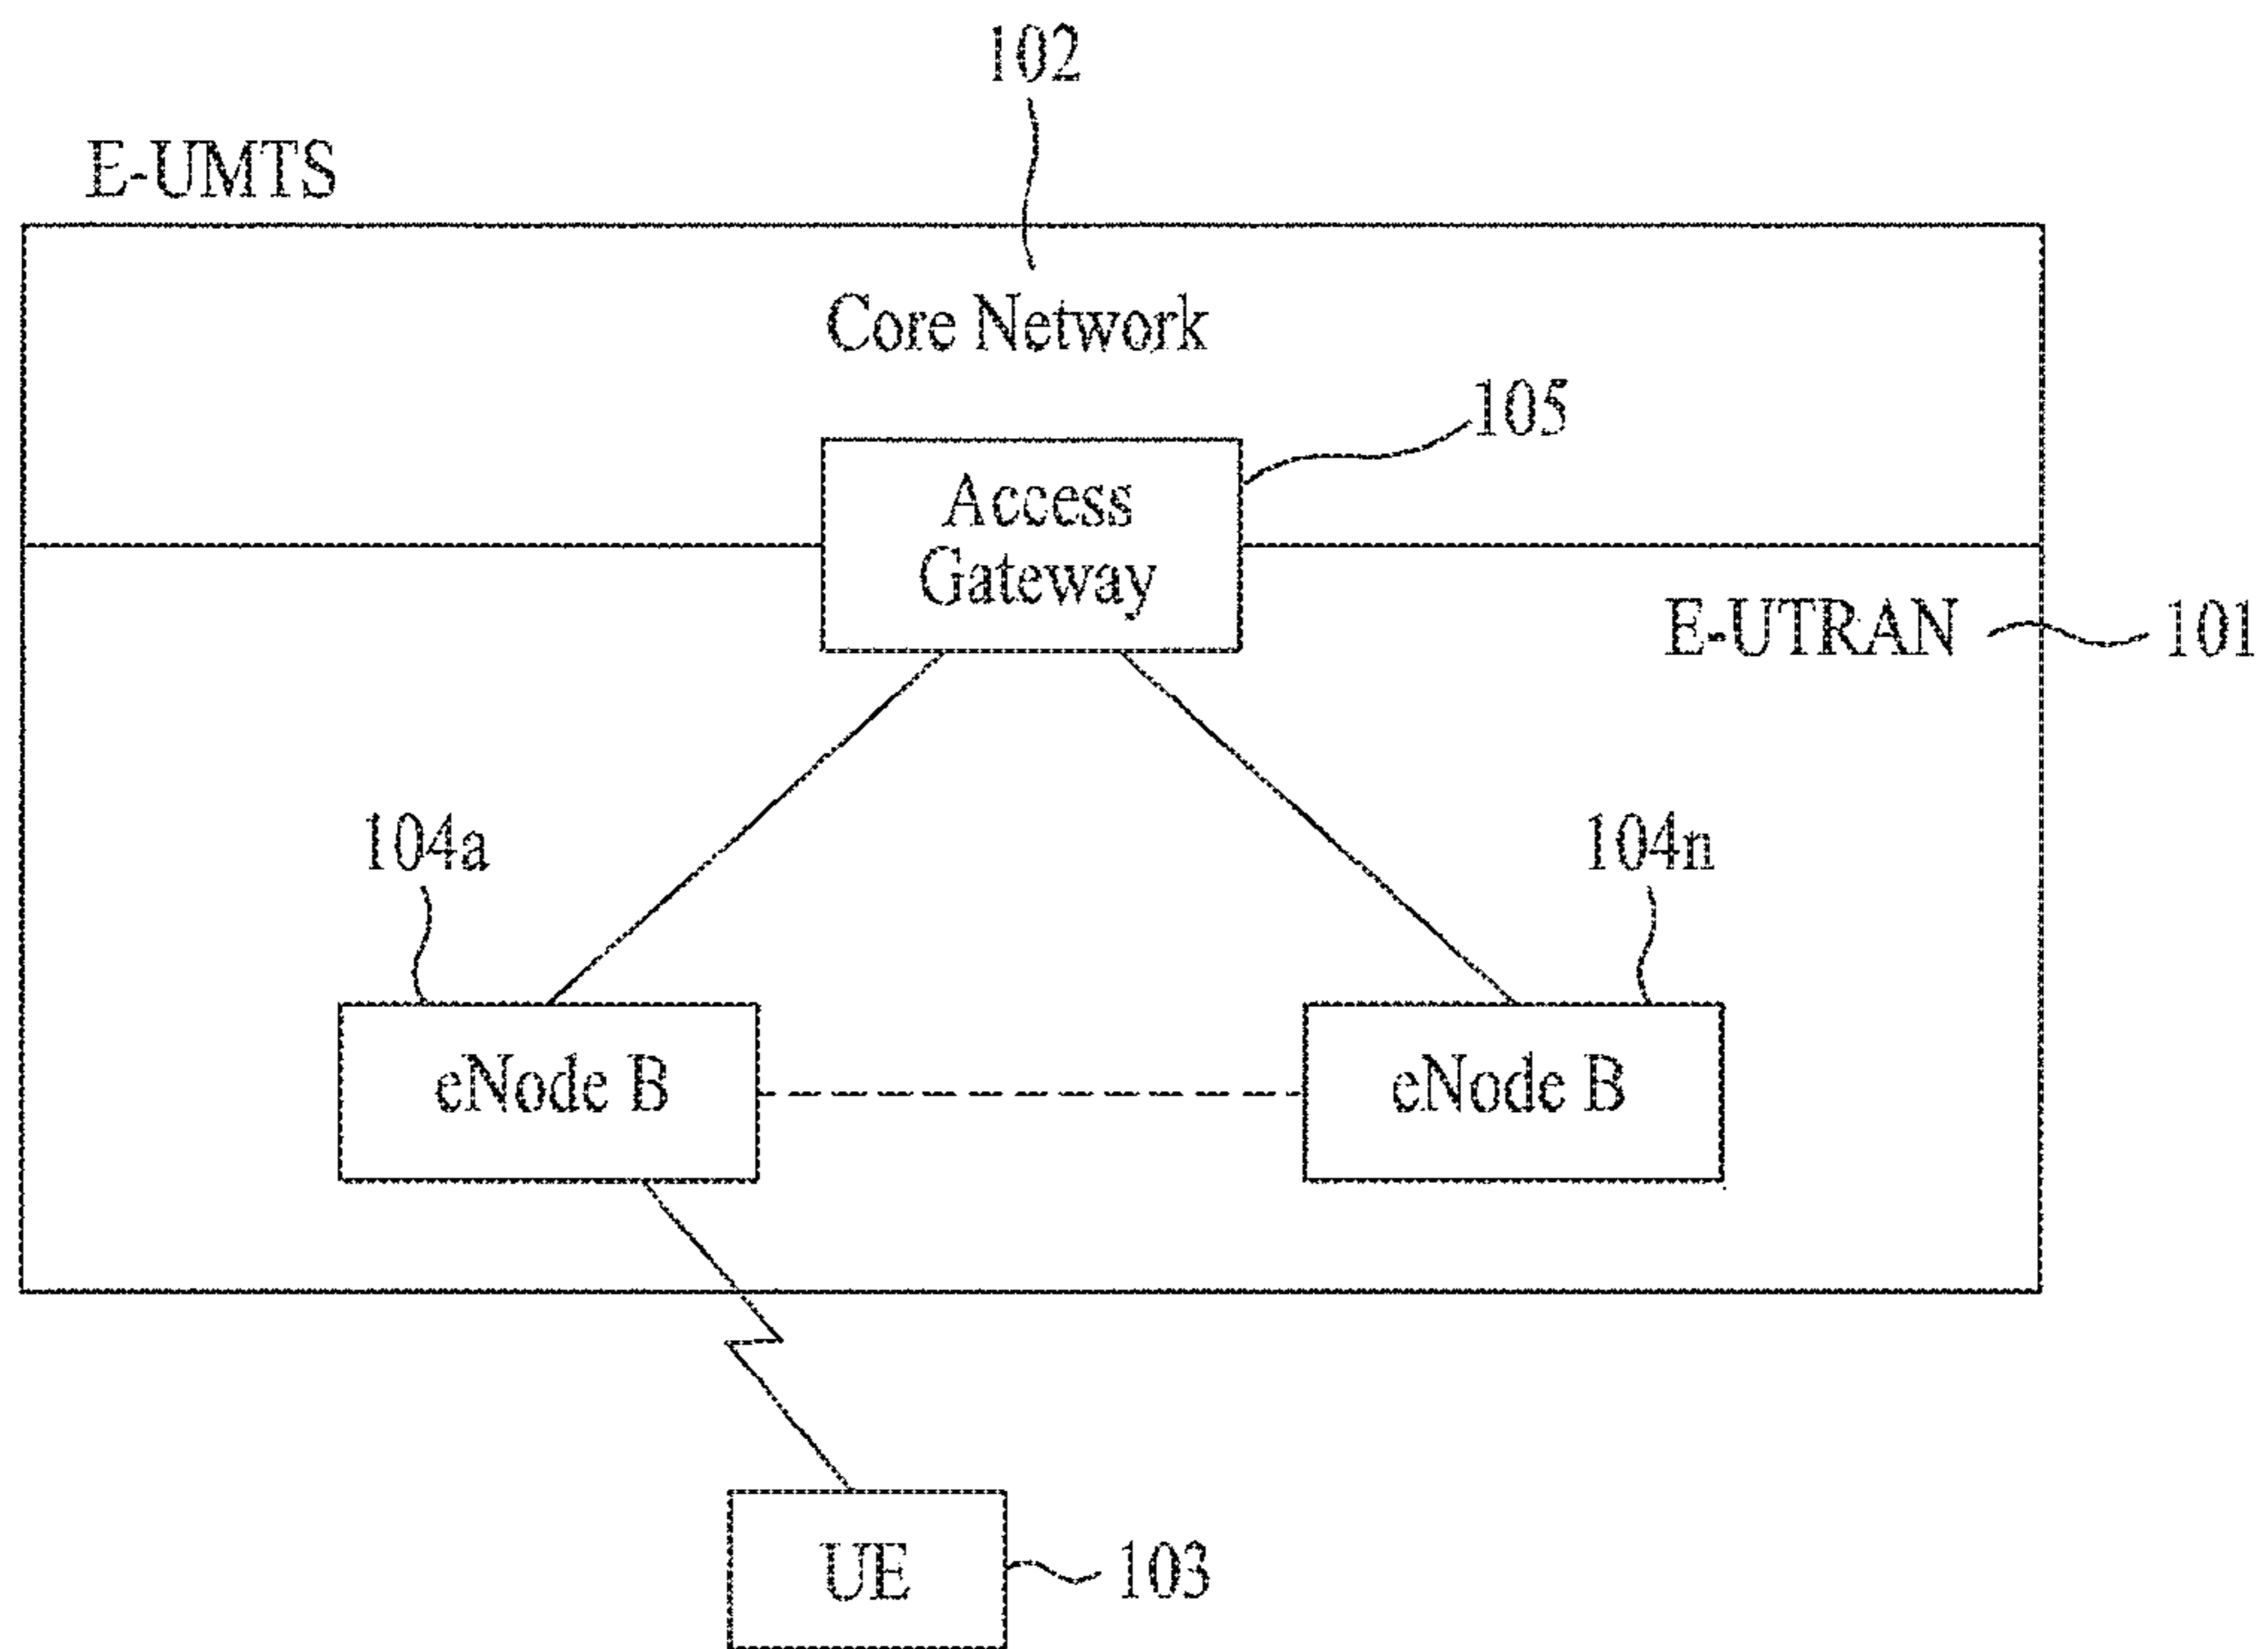 102
E-UMTS
Core Network
105
Access
Gateway
E-UTRAN
101
104a
104n
eNode B
eNode B
UE
103